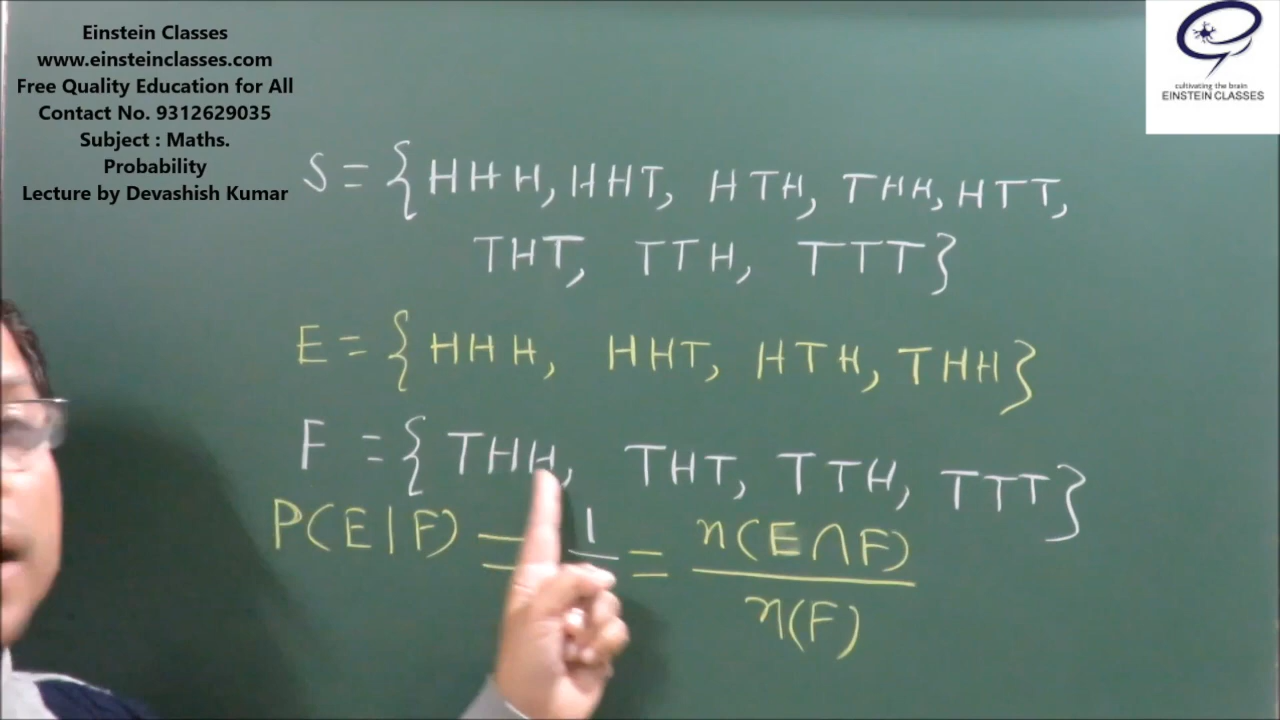 Einstein Classes
www.einsteinclasses.com
Free Quality Education for All
Contact No. 9312629035
Subject : Maths.
Probability
Lecture by Devashish Kumar
cultivating the brain
EINSTEIN CLASSES
S = { HHH, HHT, HTH, THH, HTT,
THT, TTH, TTT }
E = { HHH, HHT, HTH, THH }
F = { THH, THT, TTH, TTT }
P(E|F) = 1 = n(E∩F)
n(F)